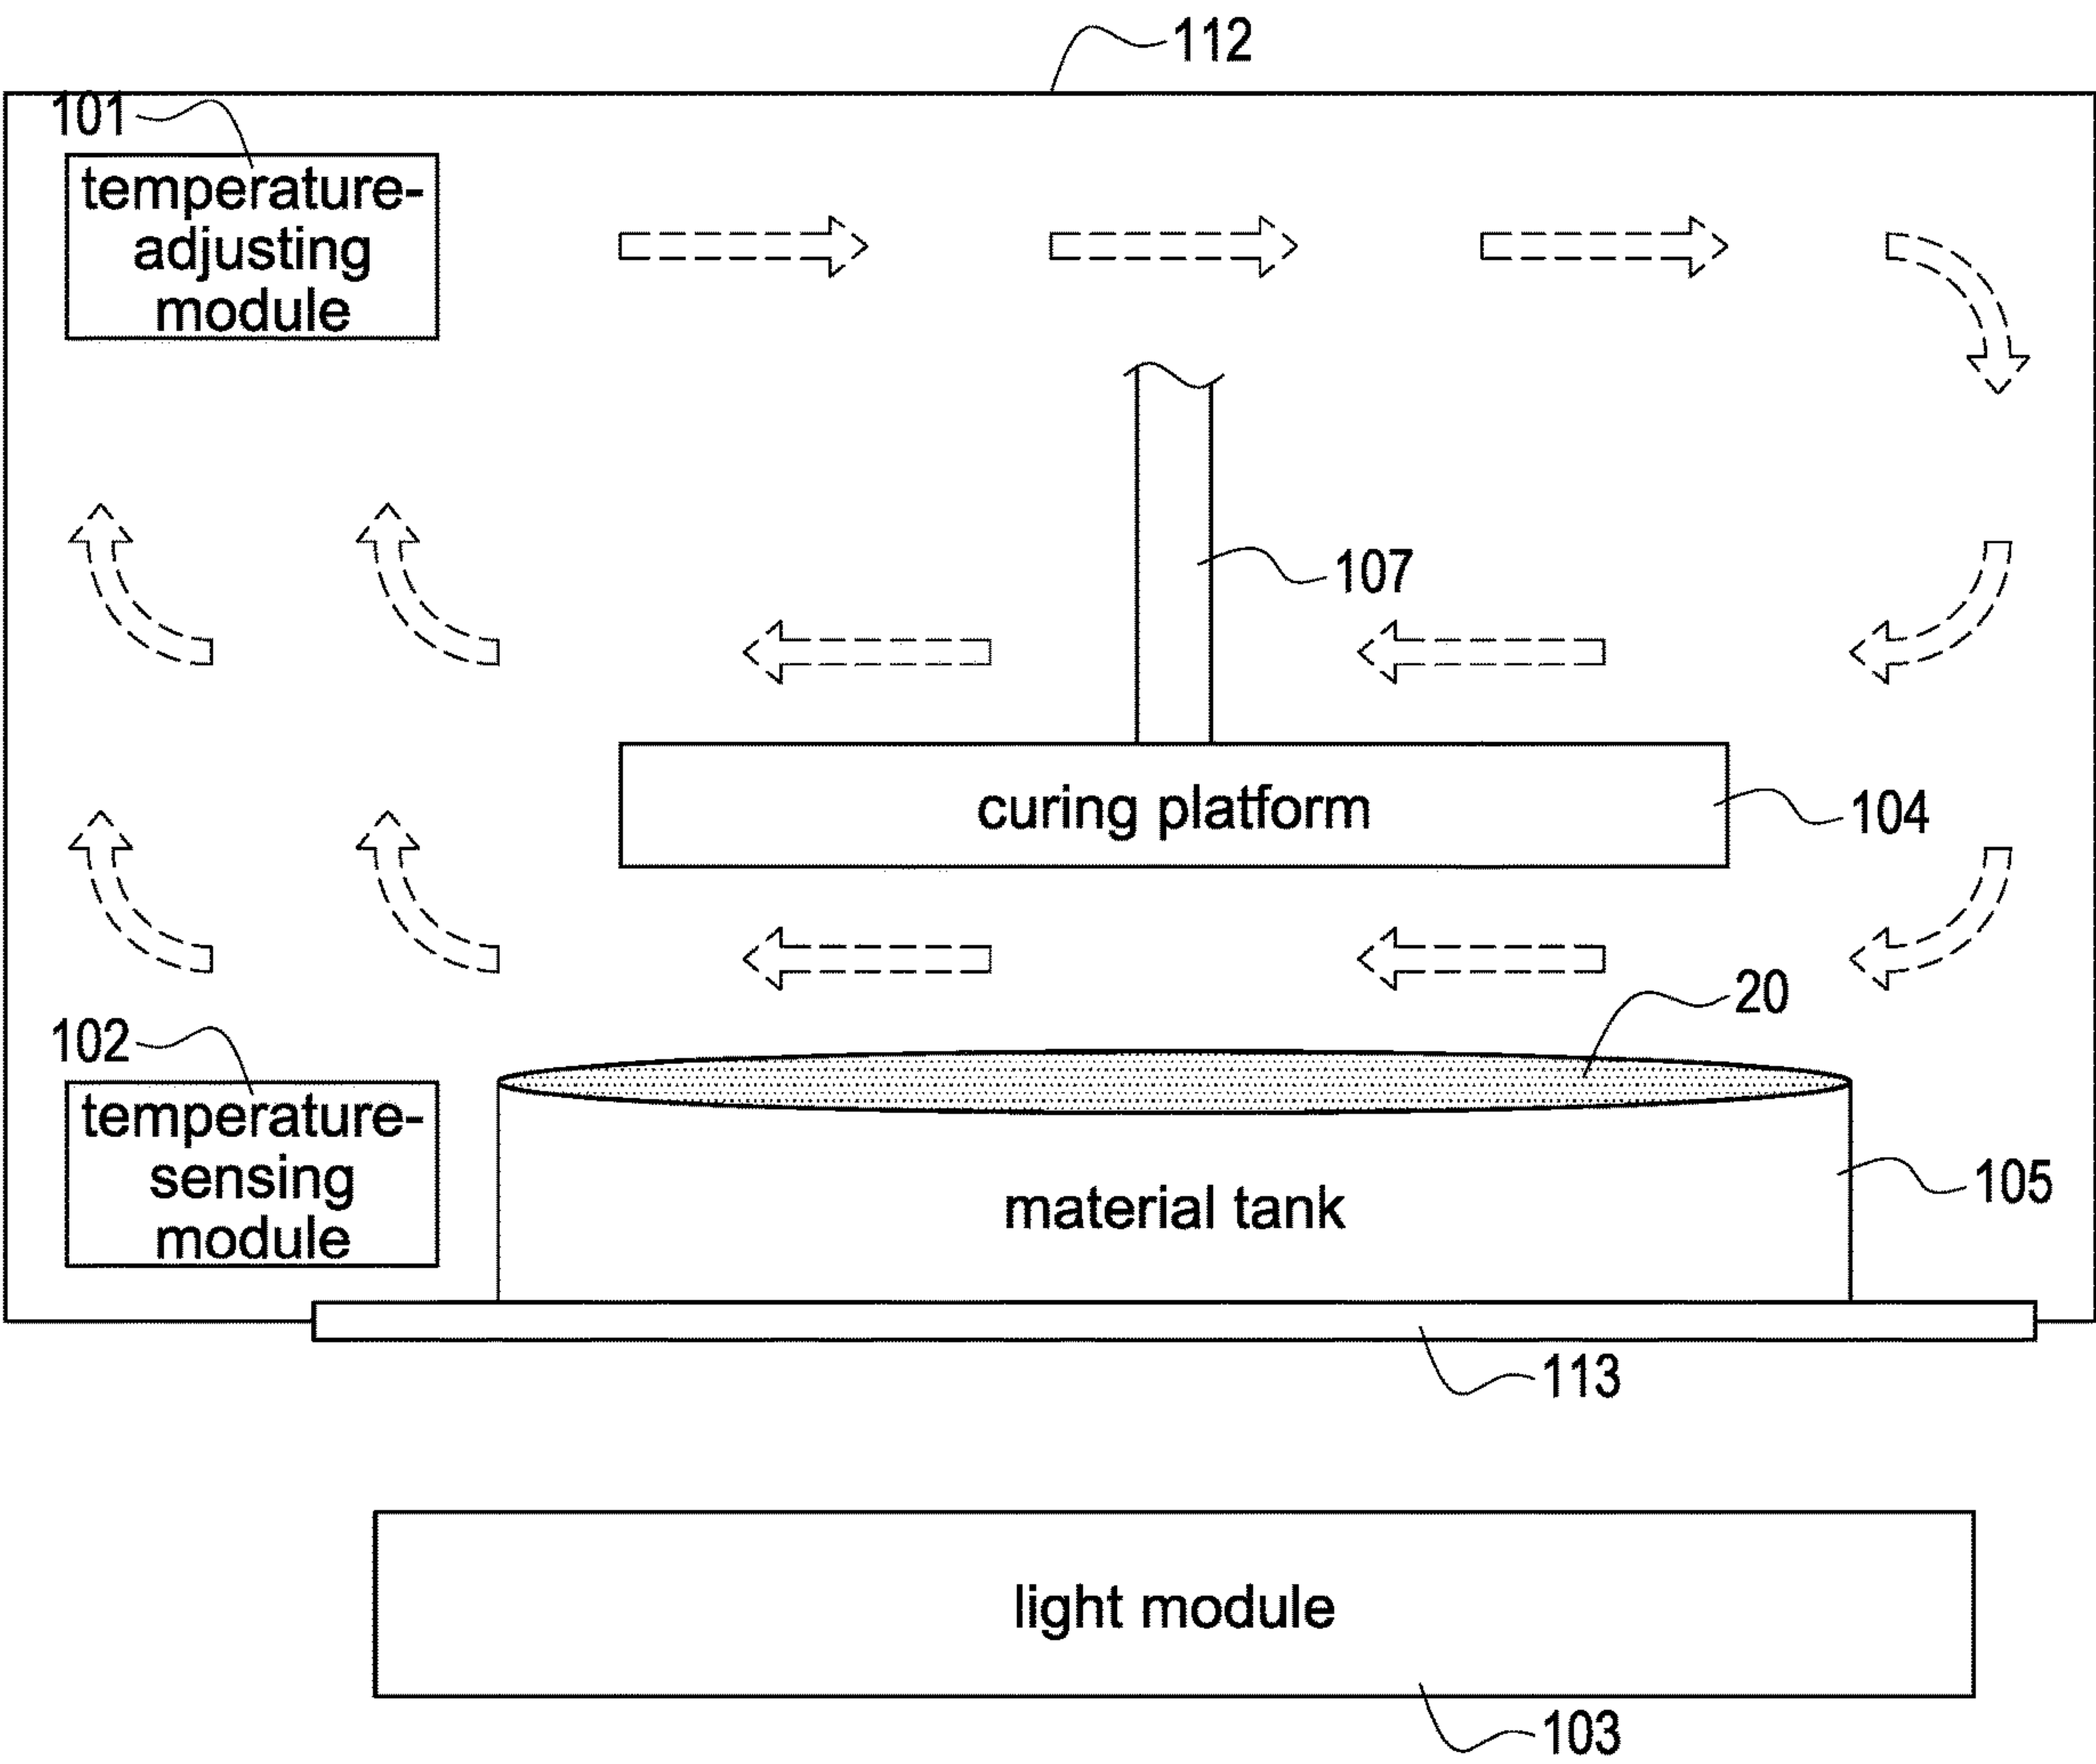 112
101
temperature-
adjusting
module
107
curing platform
104
20
102
temperature-
sensing
module
material tank
105
113
light module
103